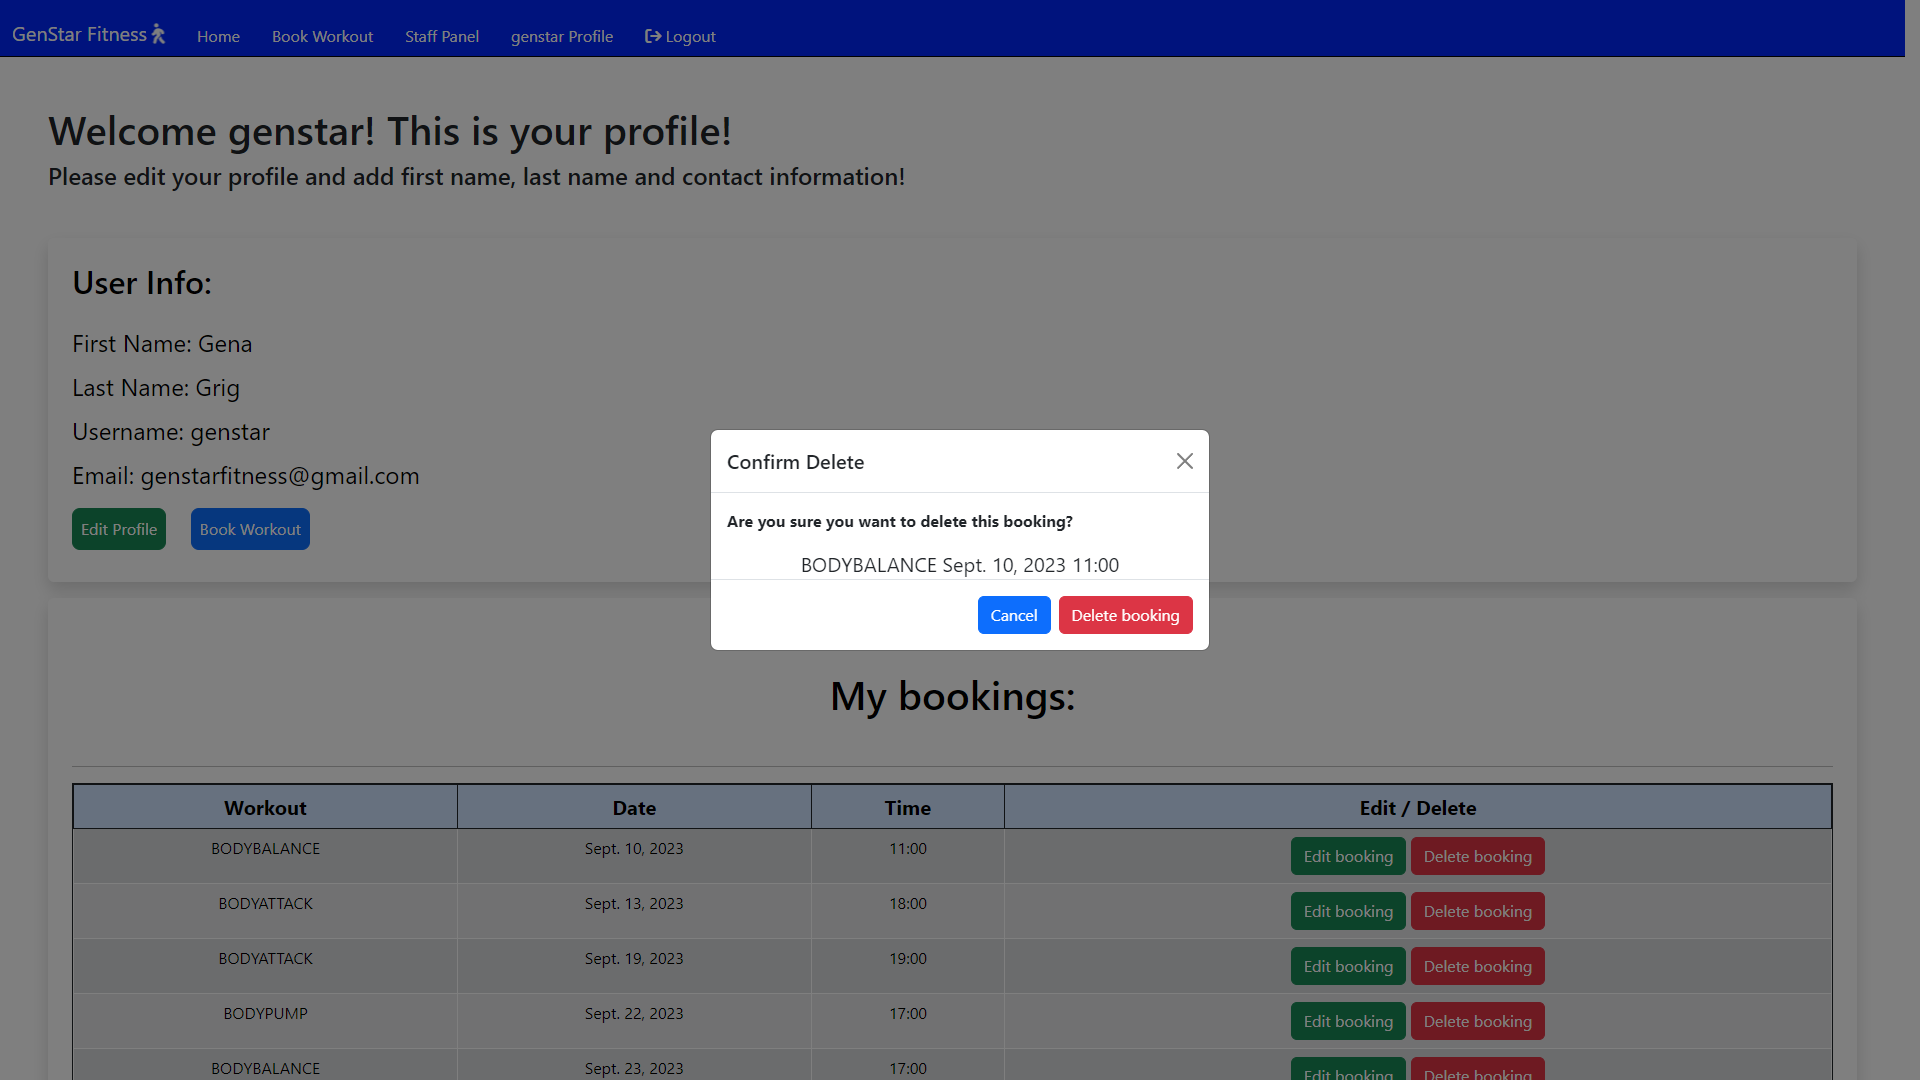 GenStar Fitness Home Book Workout Staff Panel genstar Profile Logout
Welcome genstar! This is your profile!
Please edit your profile and add first name, last name and contact information!
User Info:
First Name: Gena
Last Name: Grig
Username: genstar
Email: genstarfitness@gmail.com
Edit Profile Book Workout
Confirm Delete
Are you sure you want to delete this booking?
BODYBALANCE Sept. 10, 2023 11:00
Cancel Delete booking
My bookings:
Workout Date Time Edit / Delete
BODYBALANCE Sept. 10, 2023 11:00 Edit booking Delete booking
BODYATTACK Sept. 13, 2023 18:00 Edit booking Delete booking
BODYATTACK Sept. 19, 2023 19:00 Edit booking Delete booking
BODYPUMP Sept. 22, 2023 17:00 Edit booking Delete booking
BODYBALANCE Sept. 23, 2023 17:00 Edit booking Delete booking